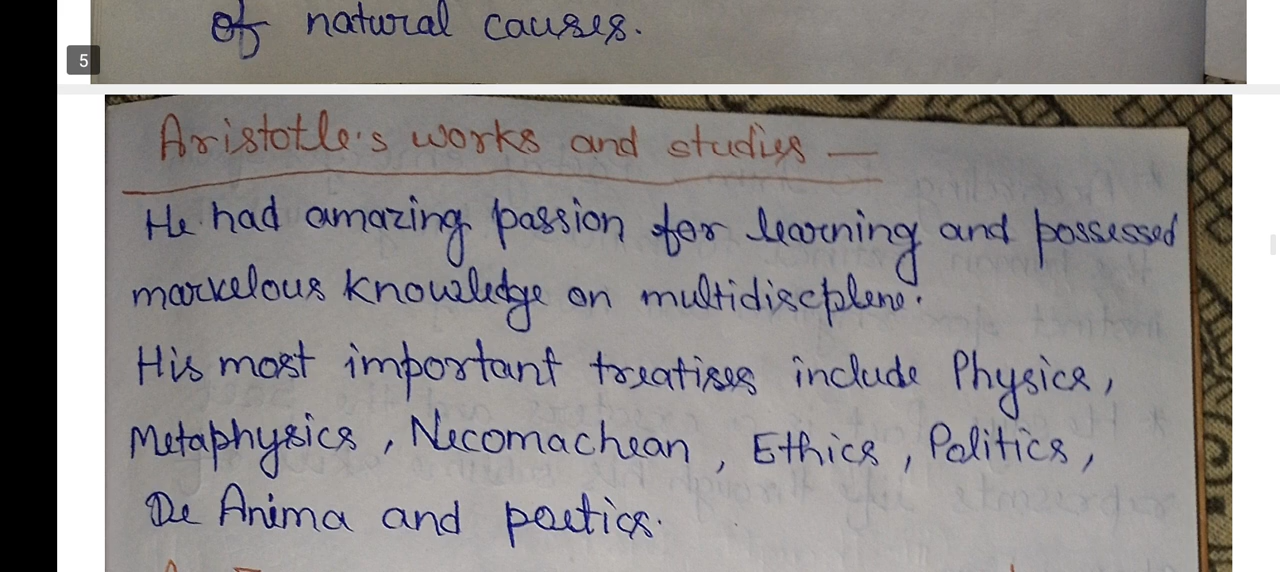 of natural causes.
5
Aristotle's works and studies —
He had amazing passion for learning and possessed
marvelous knowledge on multidiscplene.
His most important treatises include Physics,
Metaphysics, Necomachean, Ethics, Politics,
De Anima and poetics.